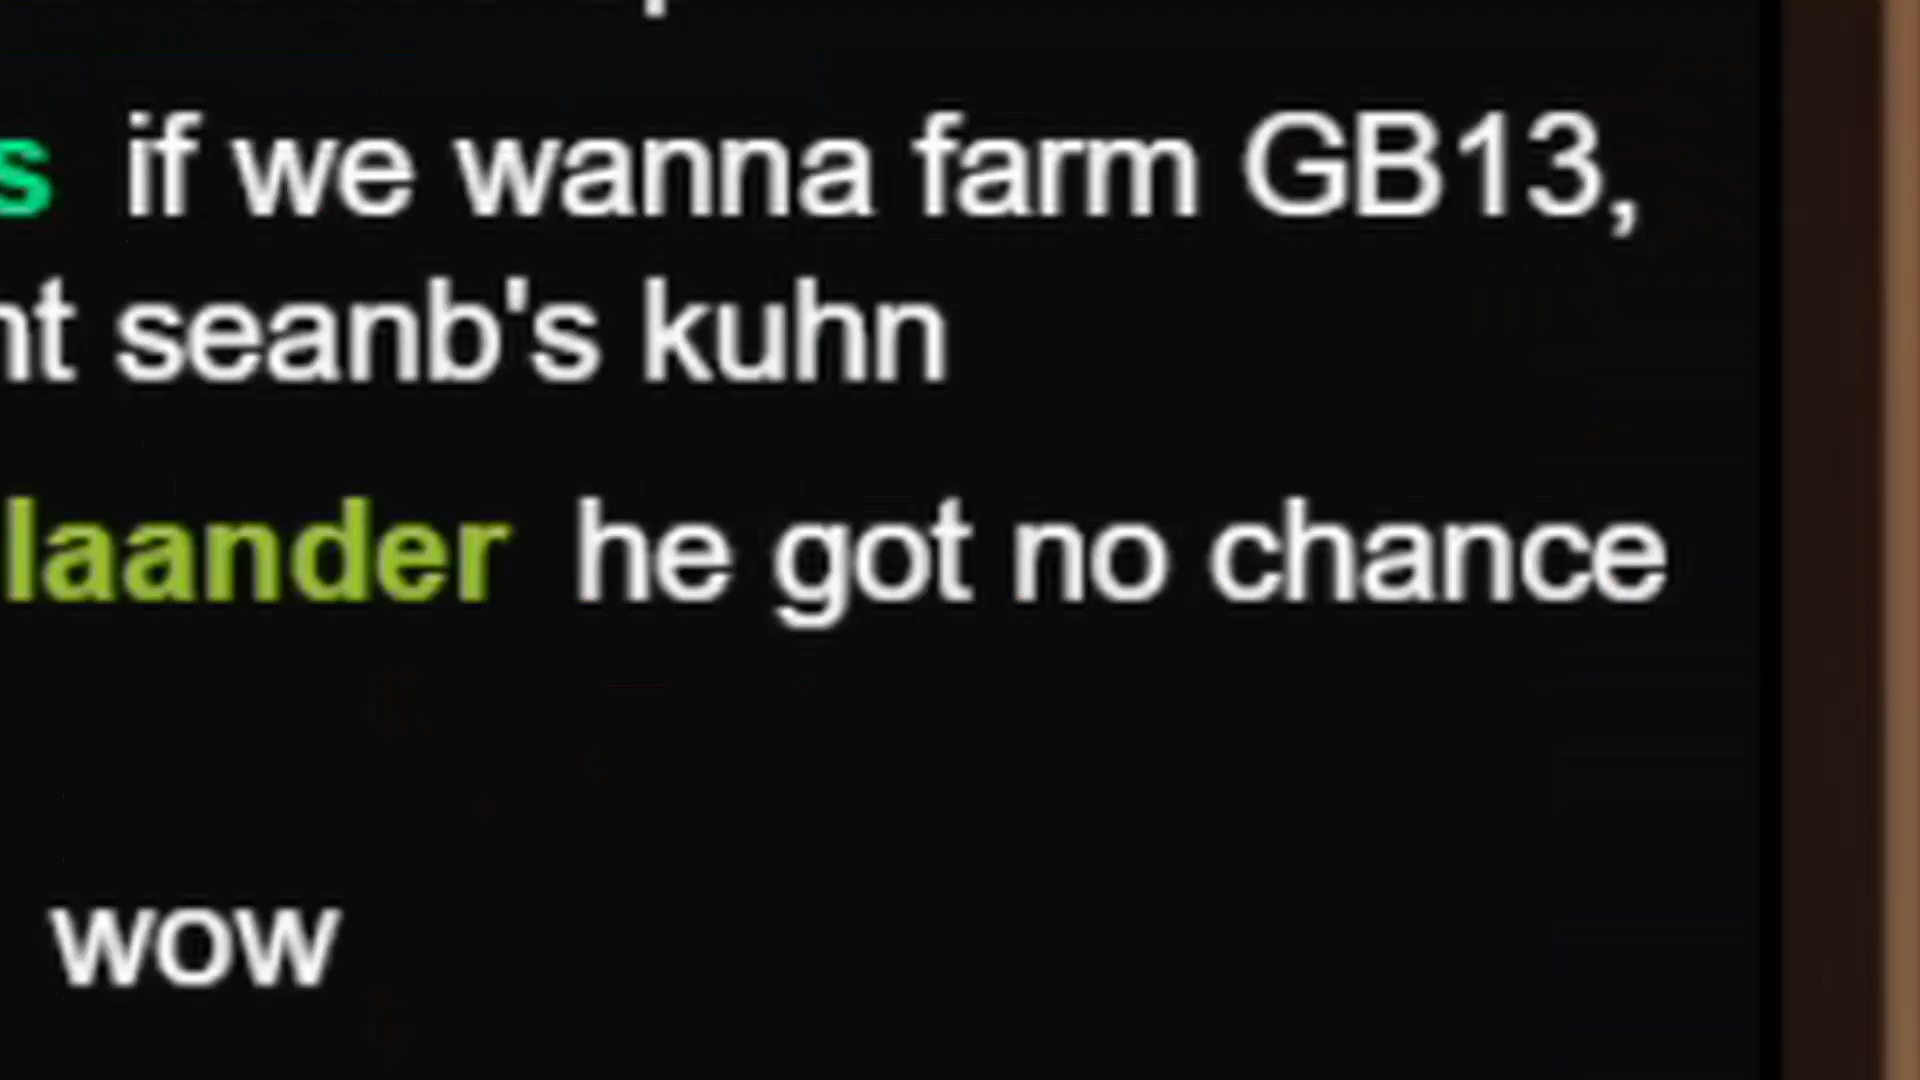 s if we wanna farm GB13,
nt seanb's kuhn
laander he got no chance
wow